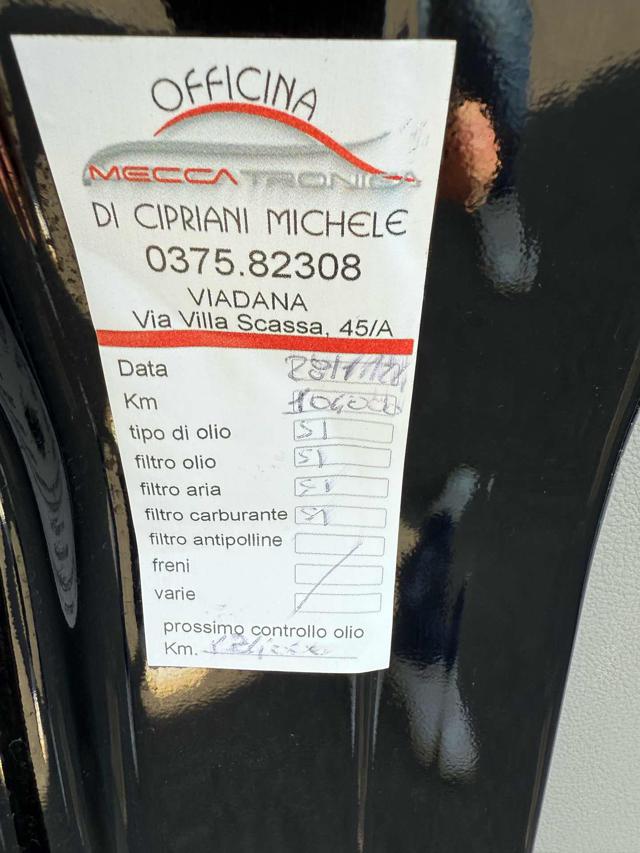 OFFICINA
MECCATRONICA
DI CIPRIANI MICHELE
0375.82308
VIADANA
Via Villa Scassa, 45/A
Data
Km
tipo di olio SI
filtro olio SI
filtro aria SI
filtro carburante SI
filtro antipolline
freni
varie
prossimo controllo olio
Km.